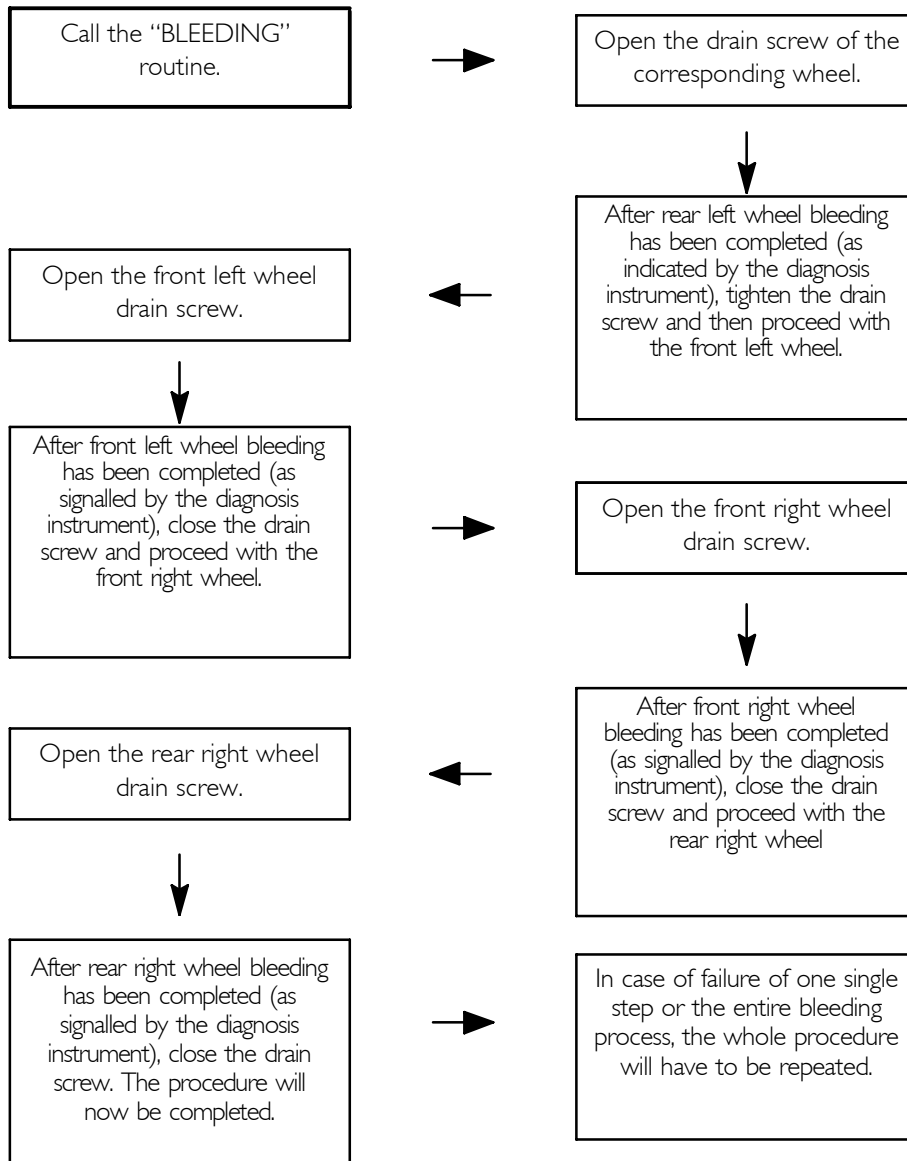 Call the “BLEEDING”
routine.
Open the drain screw of the
corresponding wheel.
After rear left wheel bleeding
has been completed (as
indicated by the diagnosis
instrument), tighten the drain
screw and then proceed with
the front left wheel.
Open the front left wheel
drain screw.
After front left wheel bleeding
has been completed (as
signalled by the diagnosis
instrument), close the drain
screw and proceed with the
front right wheel.
Open the front right wheel
drain screw.
After front right wheel
bleeding has been completed
(as signalled by the diagnosis
instrument), close the drain
screw and proceed with the
rear right wheel
Open the rear right wheel
drain screw.
After rear right wheel bleeding
has been completed (as
signalled by the diagnosis
instrument), close the drain
screw. The procedure will
now be completed.
In case of failure of one single
step or the entire bleeding
process, the whole procedure
will have to be repeated.